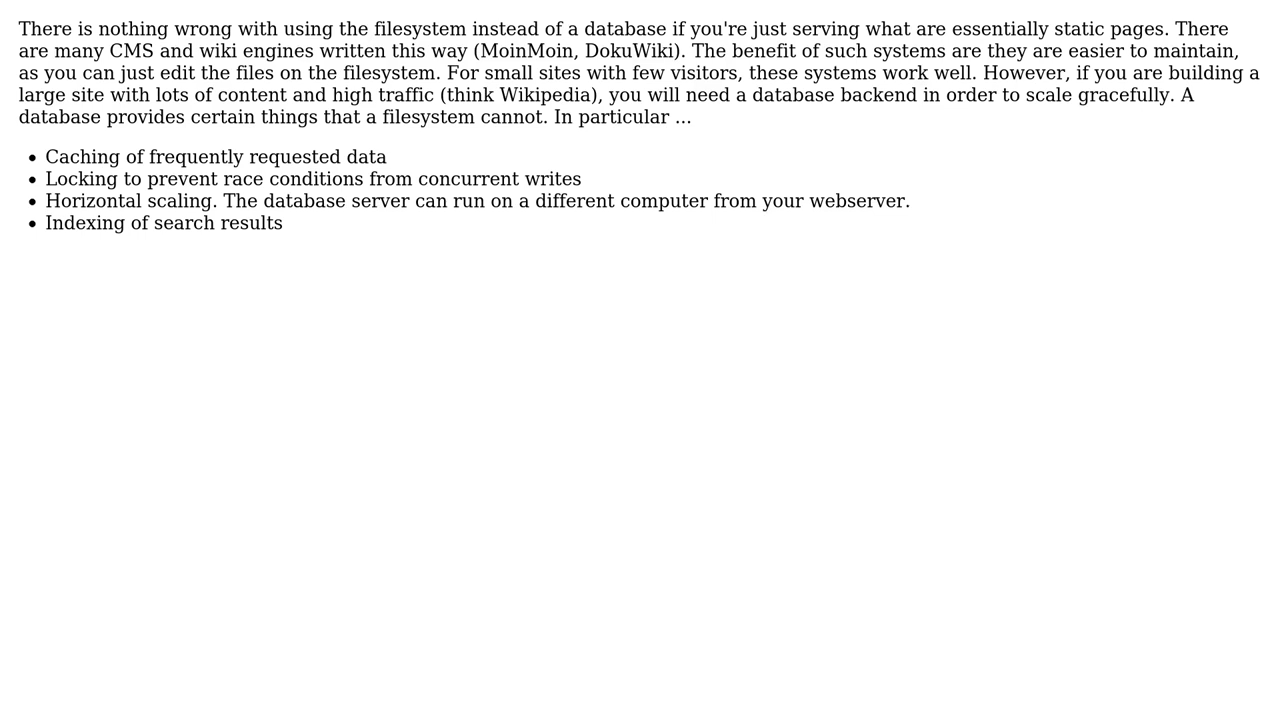 There is nothing wrong with using the filesystem instead of a database if you're just serving what are essentially static pages. There
are many CMS and wiki engines written this way (MoinMoin, DokuWiki). The benefit of such systems are they are easier to maintain,
as you can just edit the files on the filesystem. For small sites with few visitors, these systems work well. However, if you are building a
large site with lots of content and high traffic (think Wikipedia), you will need a database backend in order to scale gracefully. A
database provides certain things that a filesystem cannot. In particular ...
• Caching of frequently requested data
• Locking to prevent race conditions from concurrent writes
• Horizontal scaling. The database server can run on a different computer from your webserver.
• Indexing of search results